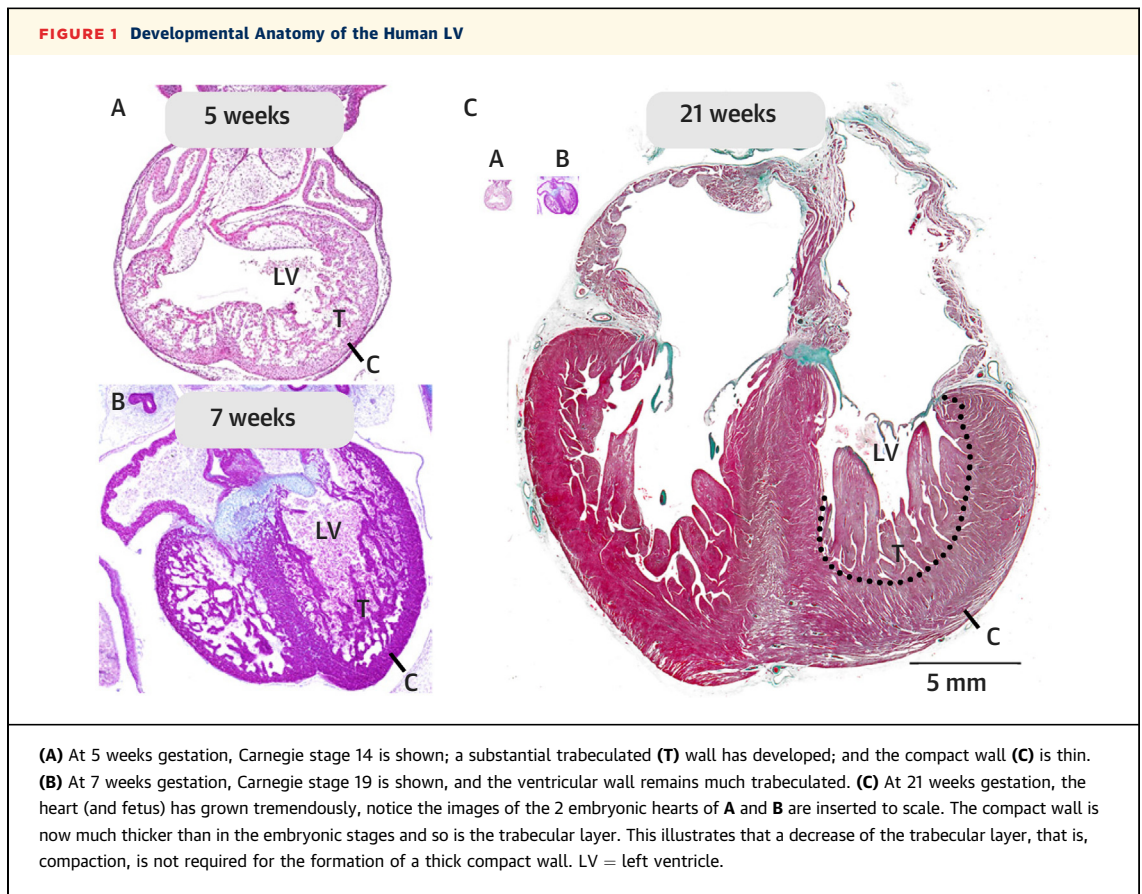 FIGURE 1 Developmental Anatomy of the Human LV
A
5 weeks
LV
T
C
B
7 weeks
LV
T
C
C
21 weeks
A
B
LV
T
C
5 mm
(A) At 5 weeks gestation, Carnegie stage 14 is shown; a substantial trabeculated (T) wall has developed; and the compact wall (C) is thin.
(B) At 7 weeks gestation, Carnegie stage 19 is shown, and the ventricular wall remains much trabeculated. (C) At 21 weeks gestation, the
heart (and fetus) has grown tremendously, notice the images of the 2 embryonic hearts of A and B are inserted to scale. The compact wall is
now much thicker than in the embryonic stages and so is the trabecular layer. This illustrates that a decrease of the trabecular layer, that is,
compaction, is not required for the formation of a thick compact wall. LV = left ventricle.